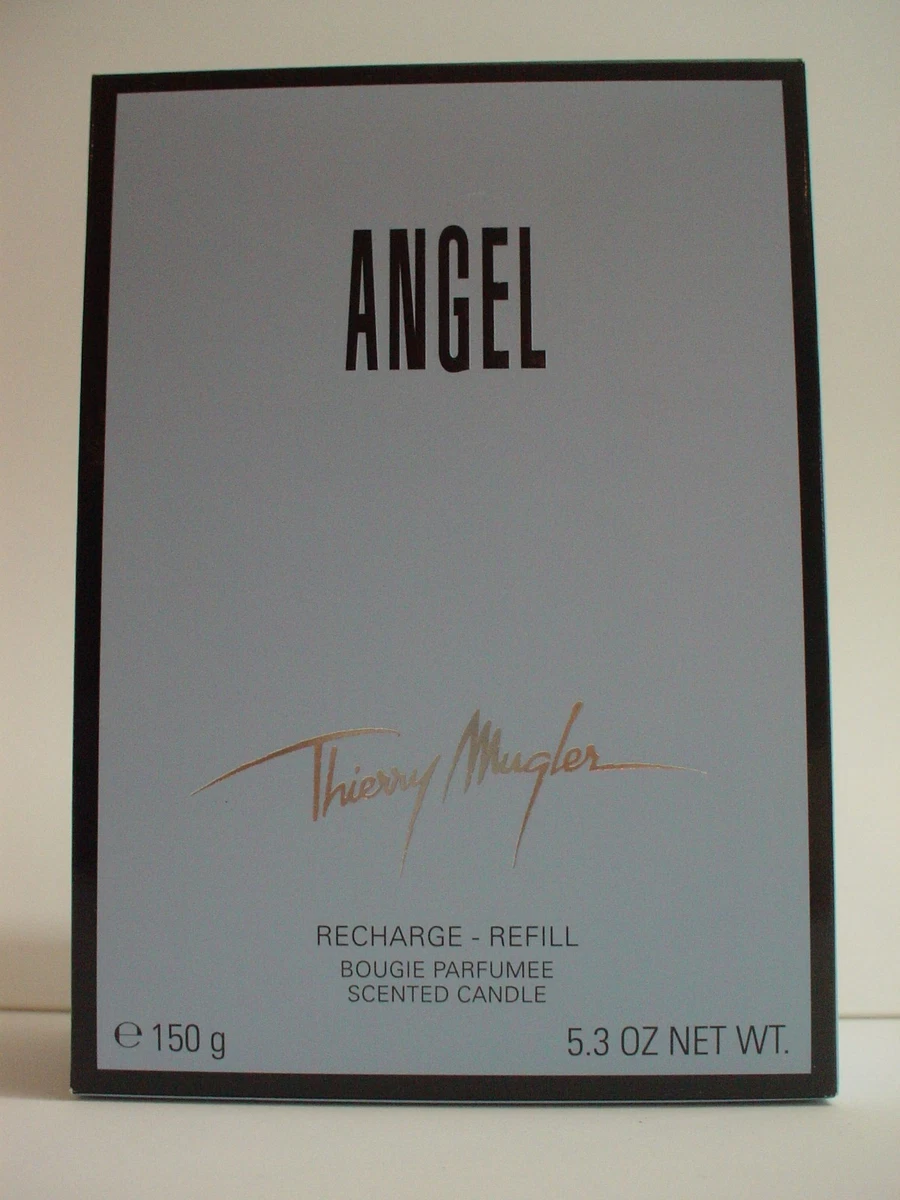 ANGEL
Thierry Mugler
RECHARGE - REFILL
BOUGIE PARFUMEE
SCENTED CANDLE
℮ 150 g 5.3 OZ NET WT.